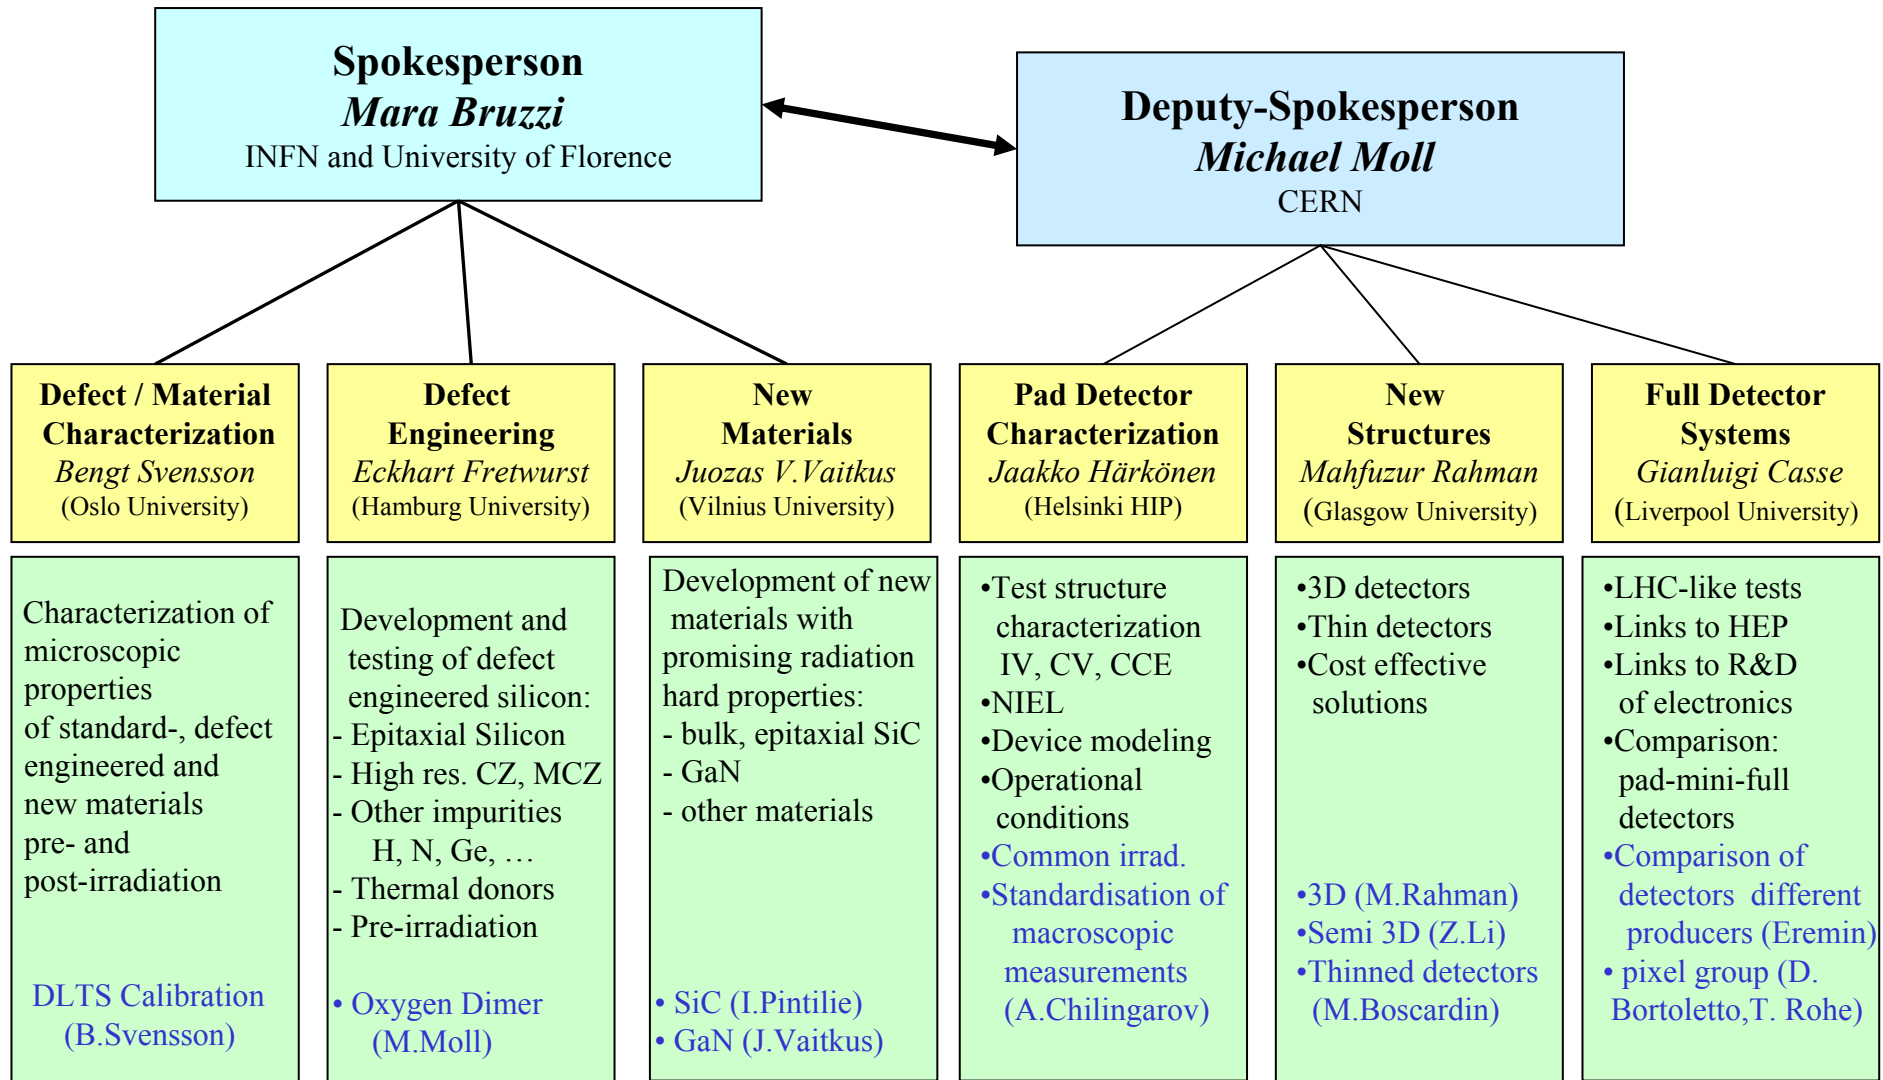 Spokesperson
Mara Bruzzi
INFN and University of Florence
Deputy-Spokesperson
Michael Moll
CERN
Defect / Material
Characterization
Bengt Svensson
(Oslo University)
Defect
Engineering
Eckhart Fretwurst
(Hamburg University)
New
Materials
Juozas V.Vaitkus
(Vilnius University)
Pad Detector
Characterization
Jaakko Härkönen
(Helsinki HIP)
New
Structures
Mahfuzur Rahman
(Glasgow University)
Full Detector
Systems
Gianluigi Casse
(Liverpool University)
Characterization of
microscopic
properties
of standard-, defect
engineered and
new materials
pre- and
post-irradiation
DLTS Calibration
(B.Svensson)
Development and
testing of defect
engineered silicon:
- Epitaxial Silicon
- High res. CZ, MCZ
- Other impurities
H, N, Ge, …
- Thermal donors
- Pre-irradiation
• Oxygen Dimer
(M.Moll)
Development of new
materials with
promising radiation
hard properties:
- bulk, epitaxial SiC
- GaN
- other materials
• SiC (I.Pintilie)
• GaN (J.Vaitkus)
•Test structure
characterization
IV, CV, CCE
•NIEL
•Device modeling
•Operational
conditions
•Common irrad.
•Standardisation of
macroscopic
measurements
(A.Chilingarov)
•3D detectors
•Thin detectors
•Cost effective
solutions
•3D (M.Rahman)
•Semi 3D (Z.Li)
•Thinned detectors
(M.Boscardin)
•LHC-like tests
•Links to HEP
•Links to R&D
of electronics
•Comparison:
pad-mini-full
detectors
•Comparison of
detectors different
producers (Eremin)
• pixel group (D.
Bortoletto,T. Rohe)